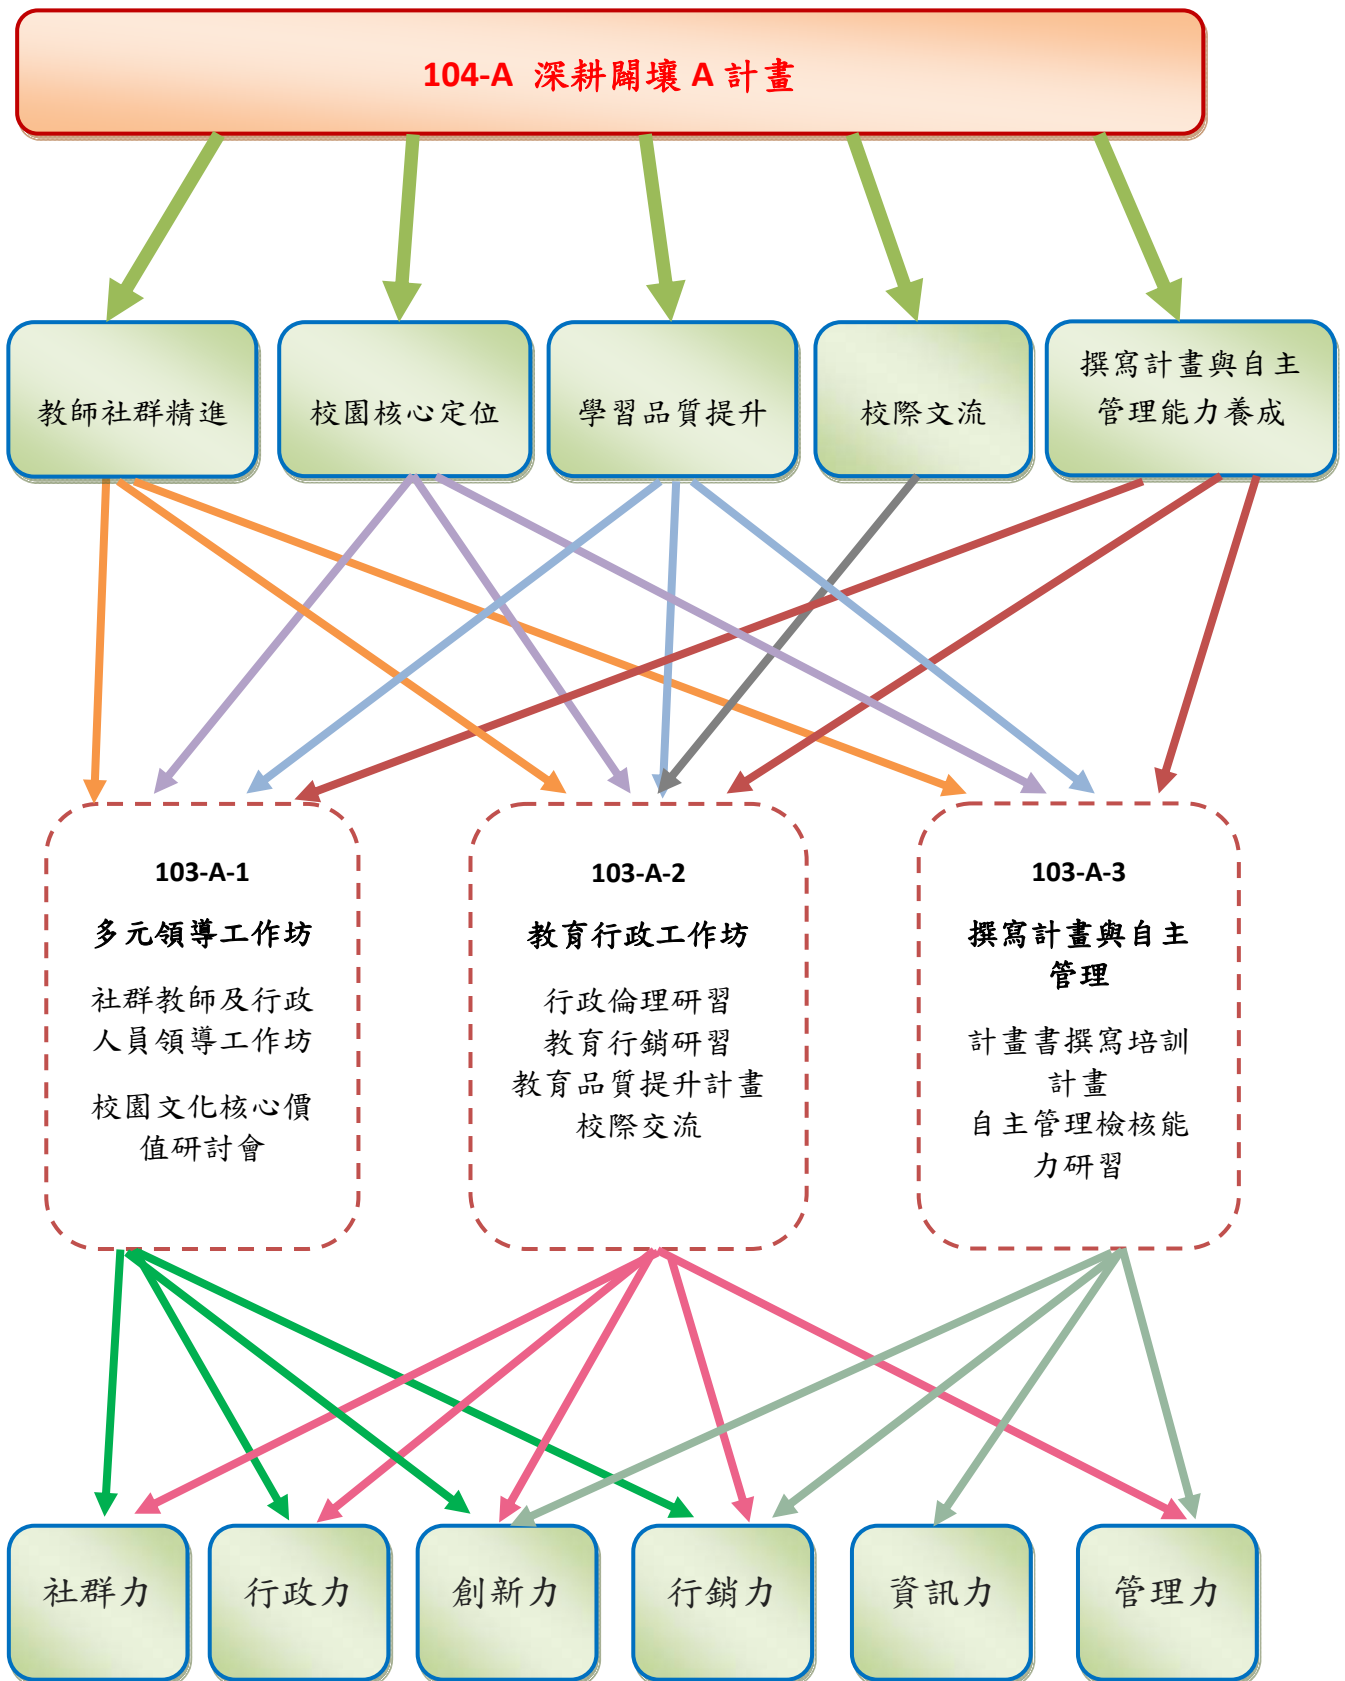 104-A 深耕闢壤 A 計畫
教師社群精進
校園核心定位
學習品質提升
校際文流
撰寫計畫與自主
管理能力養成
103-A-1
多元領導工作坊
社群教師及行政
人員領導工作坊
校園文化核心價
值研討會
103-A-2
教育行政工作坊
行政倫理研習
教育行銷研習
教育品質提升計畫
校際交流
103-A-3
撰寫計畫與自主
管理
計畫書撰寫培訓
計畫
自主管理檢核能
力研習
社群力
行政力
創新力
行銷力
資訊力
管理力